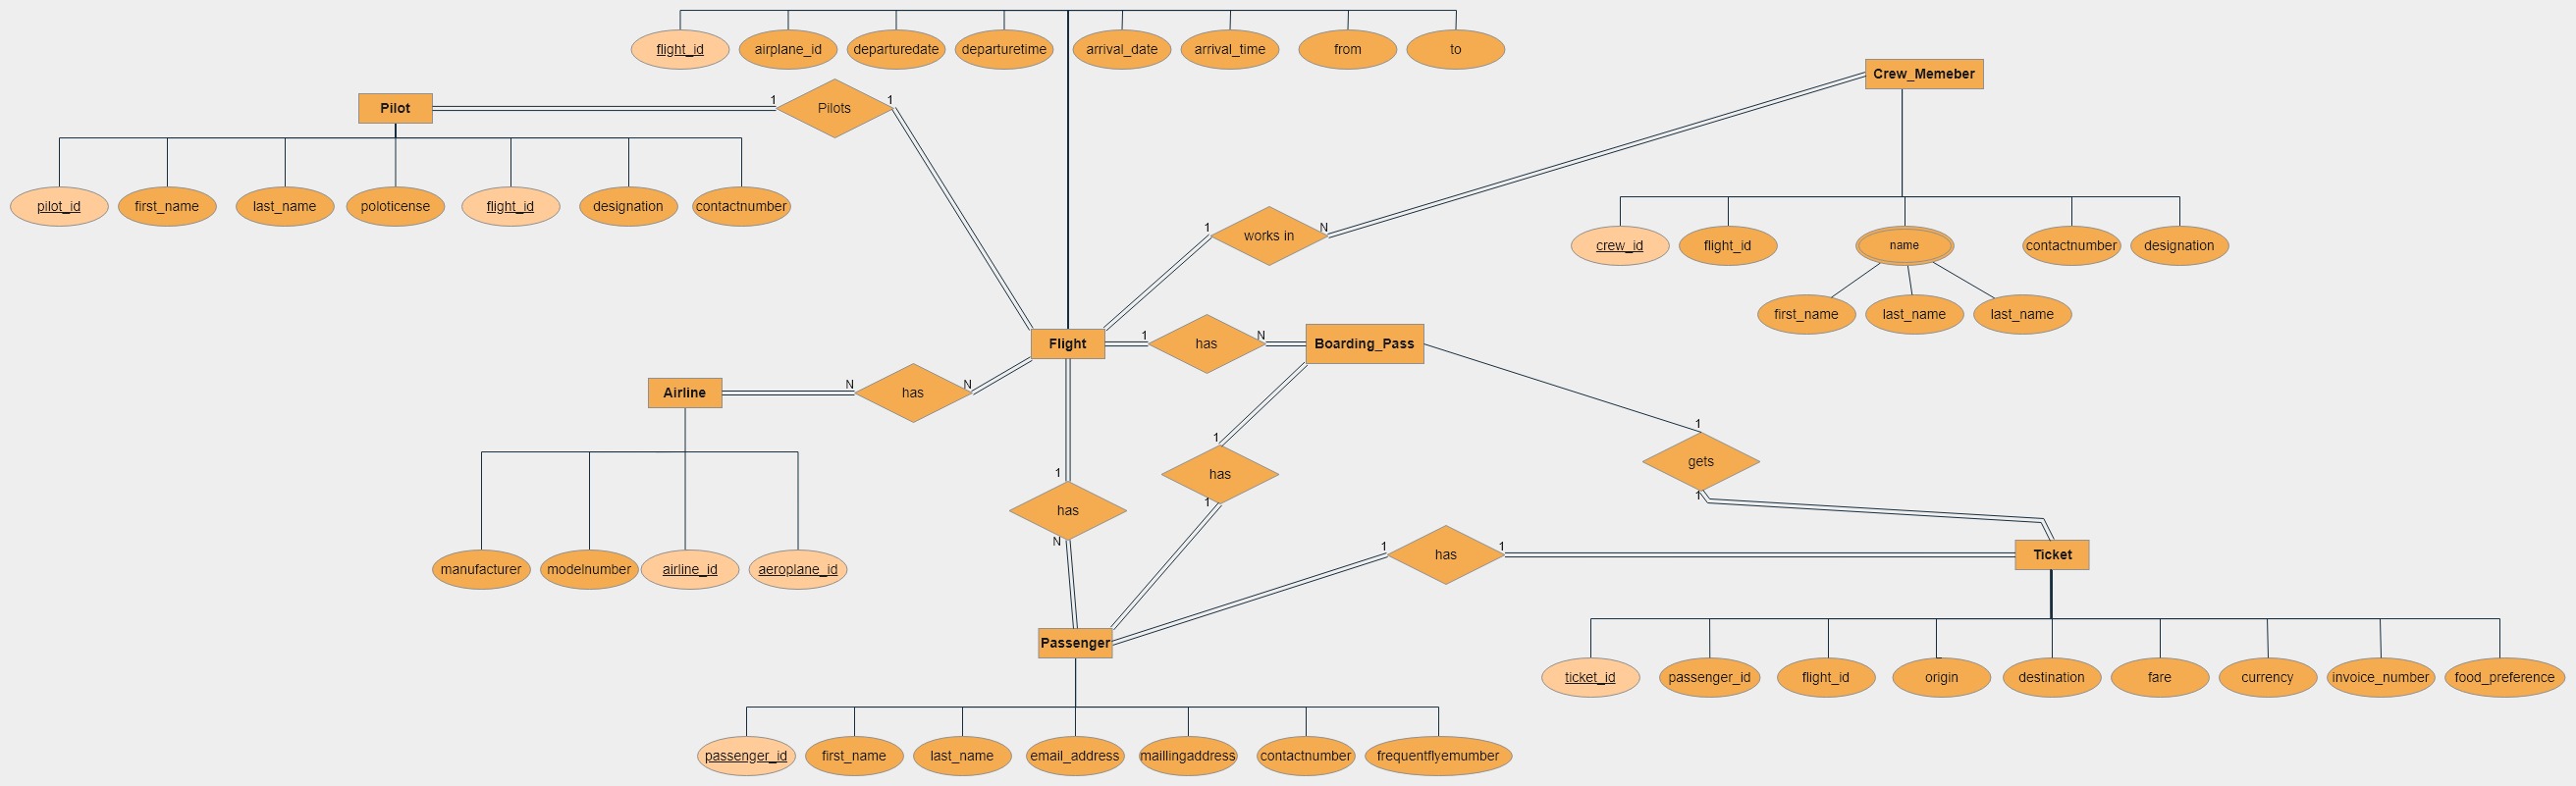 flight_id airplane_id departuredate departuretime arrival_date arrival_time from to
Crew_Memeber
Pilot 1 Pilots 1
pilot_id first_name last_name poloticense flight_id designation contactnumber
1 works in N
crew_id flight_id name contactnumber designation
first_name last_name last_name
Flight 1 has N Boarding_Pass
Airline N has N
1
gets
1
1
has
1
1
has
N
1 has 1 Ticket
manufacturer modelnumber airline_id aeroplane_id
Passenger
ticket_id passenger_id flight_id origin destination fare currency invoice_number food_preference
passenger_id first_name last_name email_address maillingaddress contactnumber frequentflyemumber